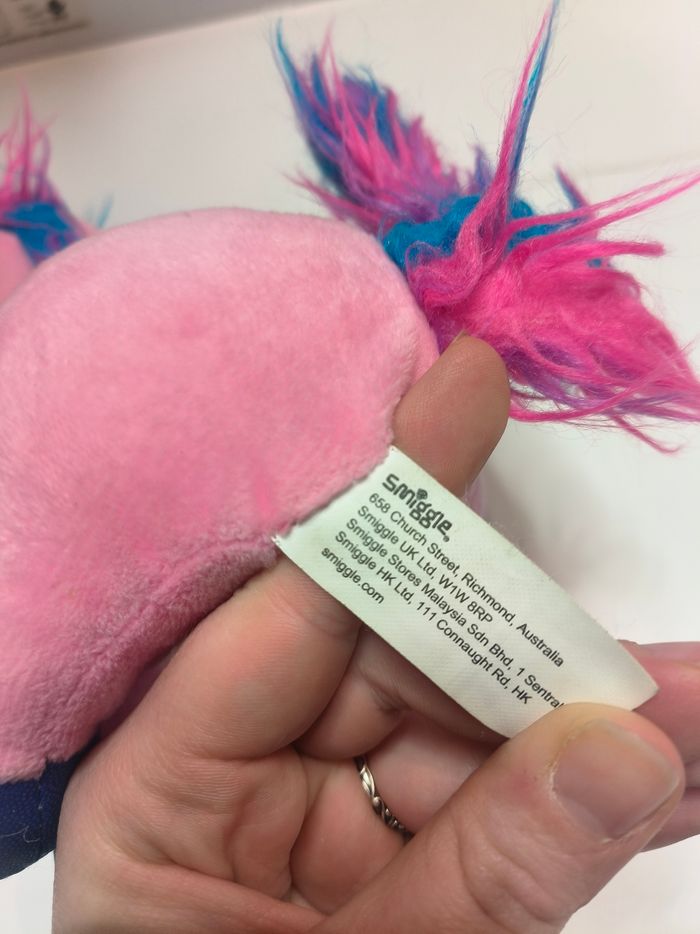 smiggle
658 Church Street, Richmond, Australia
Smiggle UK Ltd, W1W 8RP
Smiggle Stores Malaysia Sdn Bhd, 1 Sentral
Smiggle HK Ltd, 111 Connaught Rd, HK
smiggle.com